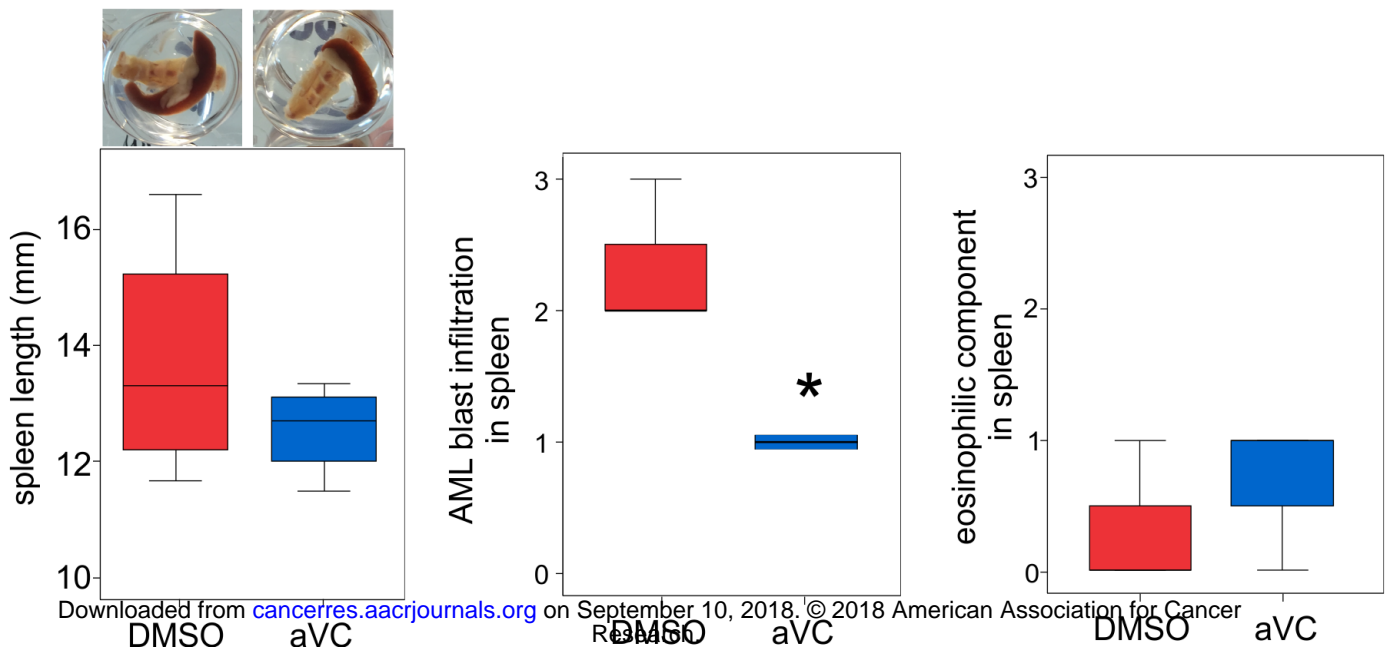 spleen length (mm)
16
14
12
10
DMSO
aVC
AML blast infiltration
in spleen
3
2
1
0
*
DMSO
aVC
eosinophilic component
in spleen
3
2
1
0
DMSO
aVC
Downloaded from cancerres.aacrjournals.org on September 10, 2018. © 2018 American Association for Cancer
Research.